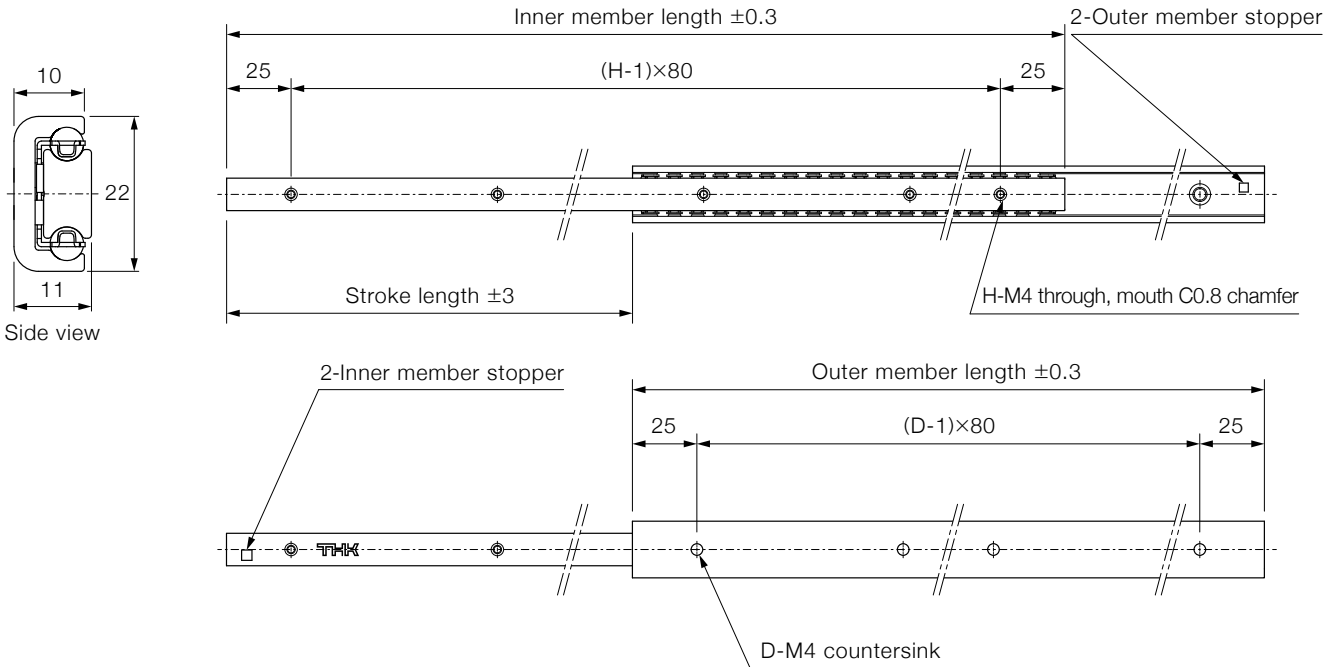 Inner member length ±0.3
2-Outer member stopper
25
(H-1)×80
25
10
22
11
Side view
Stroke length ±3
H-M4 through, mouth C0.8 chamfer
2-Inner member stopper
Outer member length ±0.3
25
(D-1)×80
25
THK
D-M4 countersink